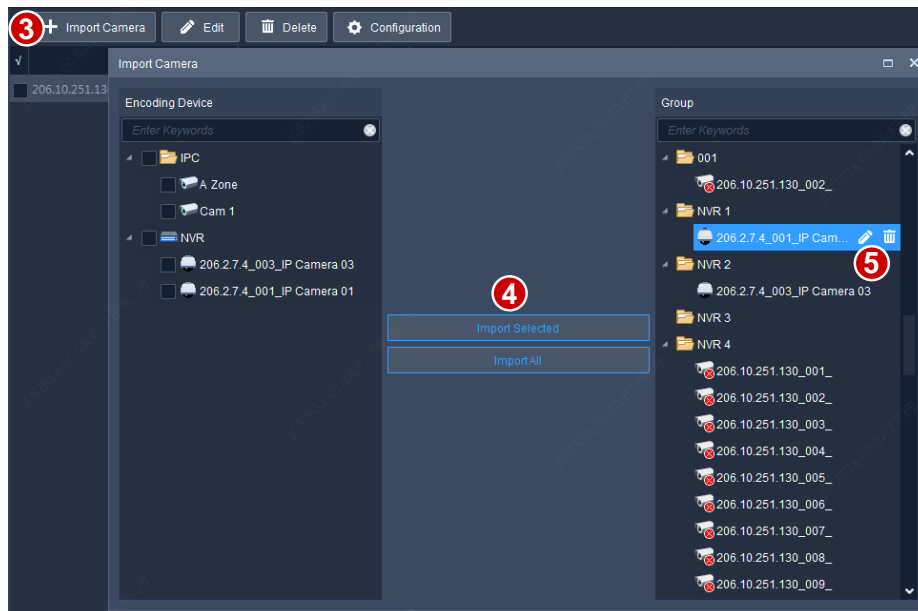 3 Import Camera Edit Delete Configuration
√ Import Camera
206.10.251.13
Encoding Device
Enter Keywords
IPC
A Zone
Cam 1
NVR
206.2.7.4_003_IP Camera 03
206.2.7.4_001_IP Camera 01
4
Import Selected
Import All
Group
Enter Keywords
001
206.10.251.130_002_
NVR 1
206.2.7.4_001_IP Cam...
5
NVR 2
206.2.7.4_003_IP Camera 03
NVR 3
NVR 4
206.10.251.130_001_
206.10.251.130_002_
206.10.251.130_003_
206.10.251.130_004_
206.10.251.130_005_
206.10.251.130_006_
206.10.251.130_007_
206.10.251.130_008_
206.10.251.130_009_